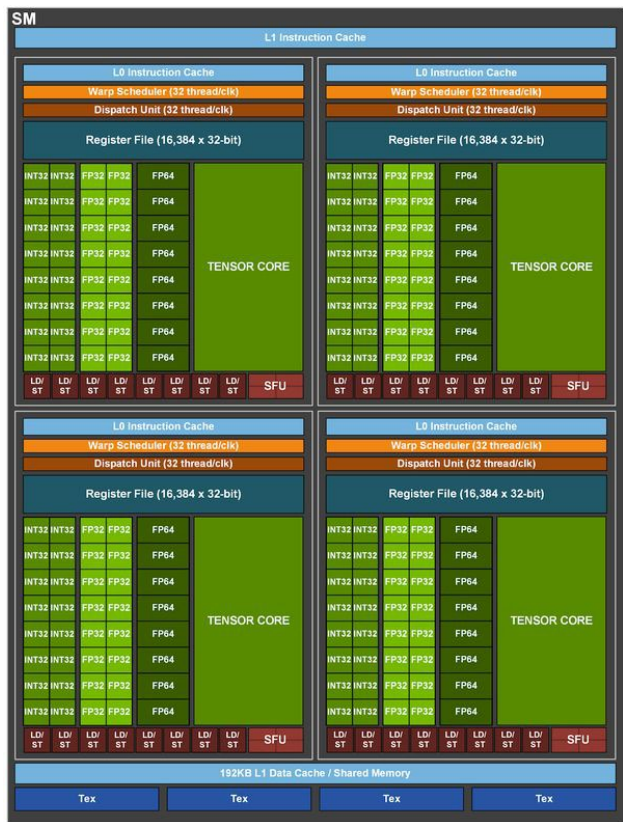 SM
L1 Instruction Cache
L0 Instruction Cache
Warp Scheduler (32 thread/clk)
Dispatch Unit (32 thread/clk)
Register File (16,384 x 32-bit)
INT32 INT32 FP32 FP32 FP64
INT32 INT32 FP32 FP32 FP64
INT32 INT32 FP32 FP32 FP64
INT32 INT32 FP32 FP32 FP64
TENSOR CORE
INT32 INT32 FP32 FP32 FP64
INT32 INT32 FP32 FP32 FP64
INT32 INT32 FP32 FP32 FP64
INT32 INT32 FP32 FP32 FP64
LD/ LD/ LD/ LD/ LD/ LD/ LD/ LD/
ST ST ST ST ST ST ST ST
SFU
L0 Instruction Cache
Warp Scheduler (32 thread/clk)
Dispatch Unit (32 thread/clk)
Register File (16,384 x 32-bit)
INT32 INT32 FP32 FP32 FP64
INT32 INT32 FP32 FP32 FP64
INT32 INT32 FP32 FP32 FP64
INT32 INT32 FP32 FP32 FP64
TENSOR CORE
INT32 INT32 FP32 FP32 FP64
INT32 INT32 FP32 FP32 FP64
INT32 INT32 FP32 FP32 FP64
INT32 INT32 FP32 FP32 FP64
LD/ LD/ LD/ LD/ LD/ LD/ LD/ LD/
ST ST ST ST ST ST ST ST
SFU
L0 Instruction Cache
Warp Scheduler (32 thread/clk)
Dispatch Unit (32 thread/clk)
Register File (16,384 x 32-bit)
INT32 INT32 FP32 FP32 FP64
INT32 INT32 FP32 FP32 FP64
INT32 INT32 FP32 FP32 FP64
INT32 INT32 FP32 FP32 FP64
TENSOR CORE
INT32 INT32 FP32 FP32 FP64
INT32 INT32 FP32 FP32 FP64
INT32 INT32 FP32 FP32 FP64
INT32 INT32 FP32 FP32 FP64
LD/ LD/ LD/ LD/ LD/ LD/ LD/ LD/
ST ST ST ST ST ST ST ST
SFU
L0 Instruction Cache
Warp Scheduler (32 thread/clk)
Dispatch Unit (32 thread/clk)
Register File (16,384 x 32-bit)
INT32 INT32 FP32 FP32 FP64
INT32 INT32 FP32 FP32 FP64
INT32 INT32 FP32 FP32 FP64
INT32 INT32 FP32 FP32 FP64
TENSOR CORE
INT32 INT32 FP32 FP32 FP64
INT32 INT32 FP32 FP32 FP64
INT32 INT32 FP32 FP32 FP64
INT32 INT32 FP32 FP32 FP64
LD/ LD/ LD/ LD/ LD/ LD/ LD/ LD/
ST ST ST ST ST ST ST ST
SFU
192KB L1 Data Cache / Shared Memory
Tex Tex Tex Tex